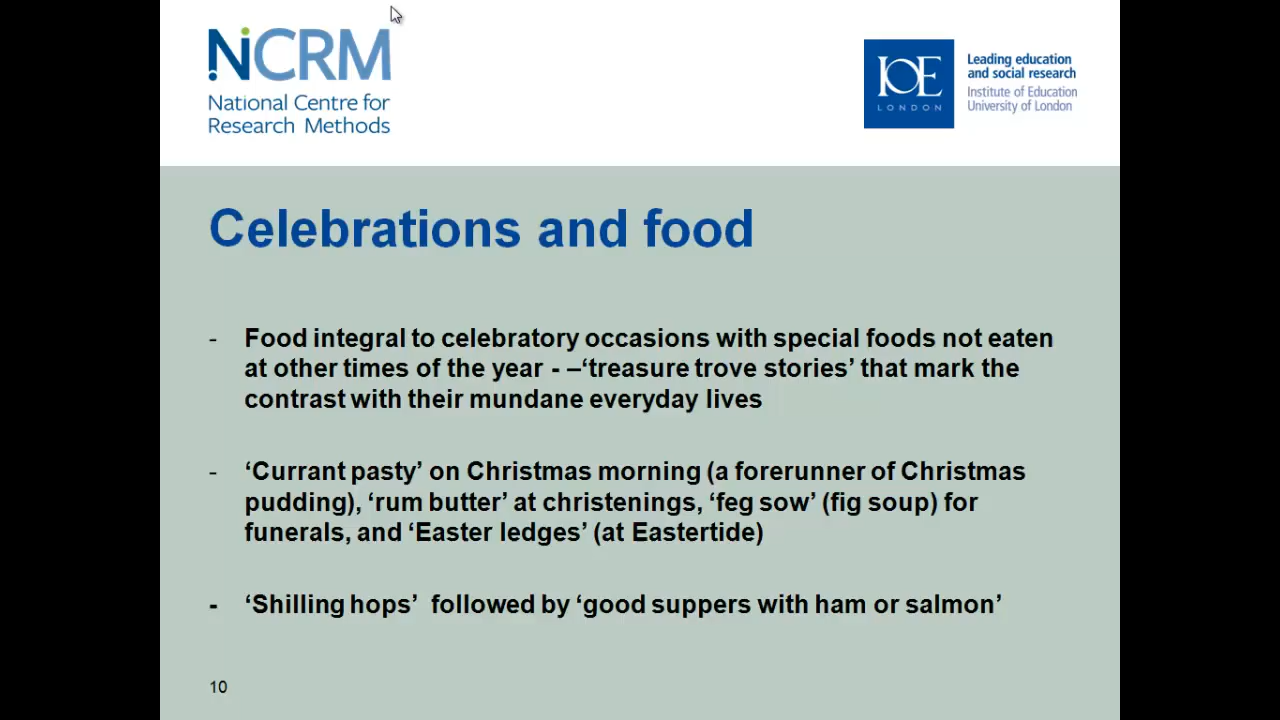 NCRM
National Centre for
Research Methods
IOE
LONDON
Leading education
and social research
Institute of Education
University of London
Celebrations and food
- Food integral to celebratory occasions with special foods not eaten
at other times of the year - –‘treasure trove stories’ that mark the
contrast with their mundane everyday lives
- ‘Currant pasty’ on Christmas morning (a forerunner of Christmas
pudding), ‘rum butter’ at christenings, ‘feg sow’ (fig soup) for
funerals, and ‘Easter ledges’ (at Eastertide)
- ‘Shilling hops’  followed by ‘good suppers with ham or salmon’
10